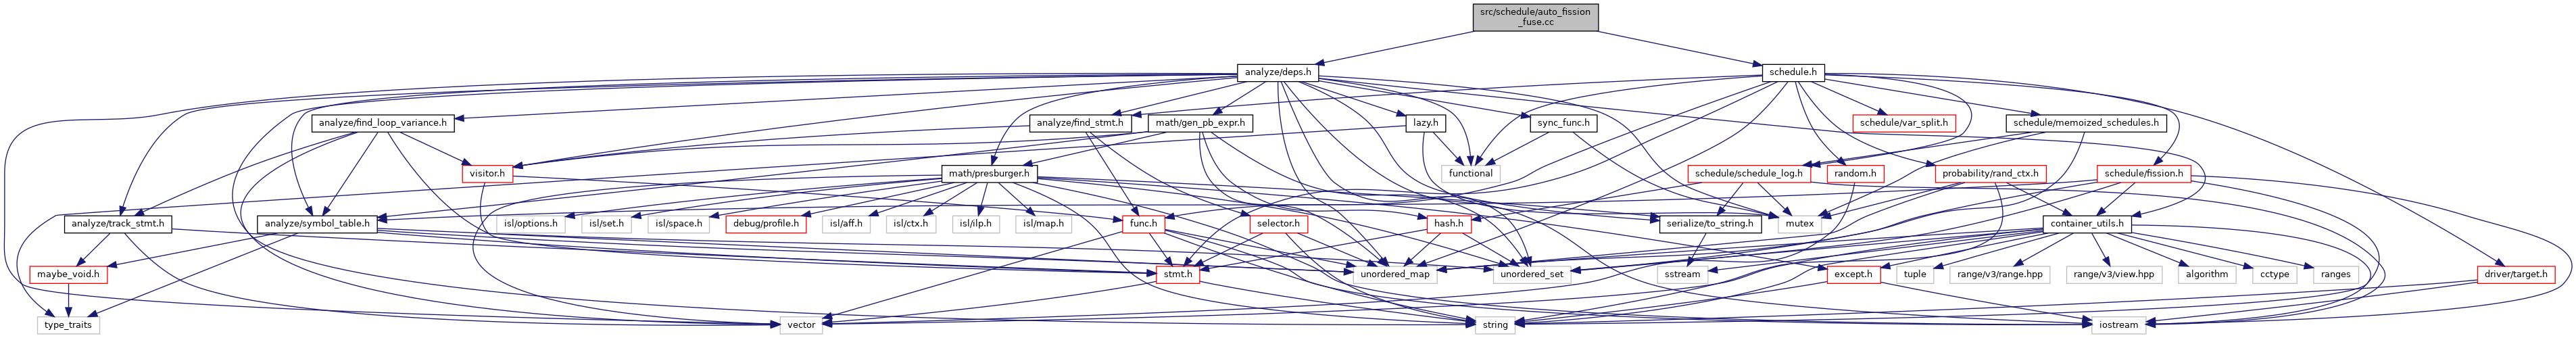 src/schedule/auto_fission
_fuse.cc
analyze/deps.h
schedule.h
analyze/find_loop_variance.h
analyze/find_stmt.h
math/gen_pb_expr.h
lazy.h
sync_func.h
schedule/var_split.h
schedule/memoized_schedules.h
visitor.h
math/presburger.h
functional
schedule/schedule_log.h
random.h
probability/rand_ctx.h
schedule/fission.h
analyze/track_stmt.h
analyze/symbol_table.h
isl/options.h
isl/set.h
isl/space.h
debug/profile.h
isl/aff.h
isl/ctx.h
isl/ilp.h
isl/map.h
func.h
selector.h
hash.h
serialize/to_string.h
mutex
container_utils.h
maybe_void.h
stmt.h
unordered_map
unordered_set
sstream
except.h
tuple
range/v3/range.hpp
range/v3/view.hpp
algorithm
cctype
ranges
driver/target.h
type_traits
vector
string
iostream